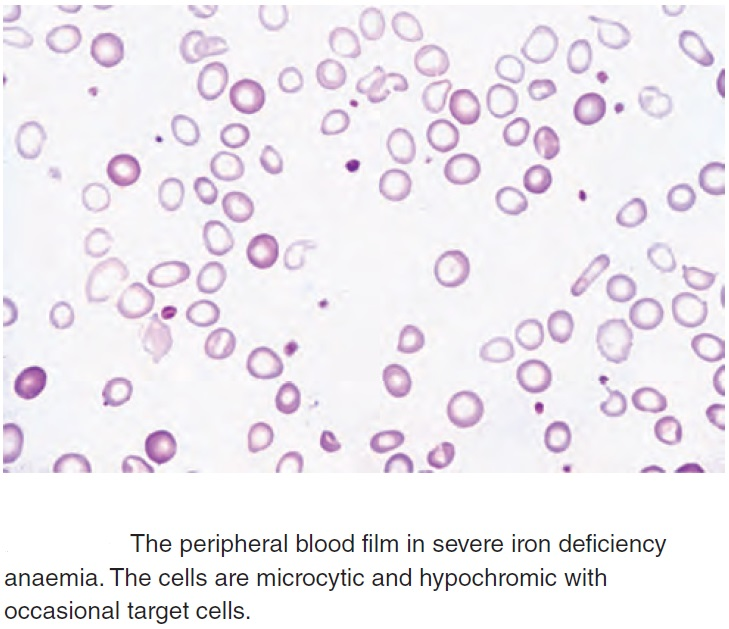 The peripheral blood film in severe iron deficiency
anaemia. The cells are microcytic and hypochromic with
occasional target cells.